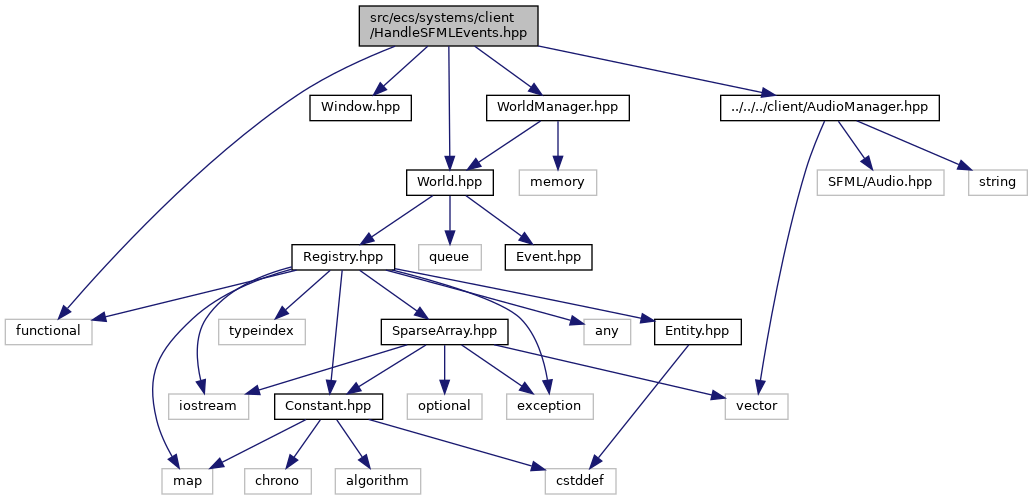 src/ecs/systems/client
/HandleSFMLEvents.hpp
Window.hpp
WorldManager.hpp
../../../client/AudioManager.hpp
World.hpp
memory
SFML/Audio.hpp
string
Registry.hpp
queue
Event.hpp
functional
typeindex
SparseArray.hpp
any
Entity.hpp
iostream
Constant.hpp
optional
exception
vector
map
chrono
algorithm
cstddef